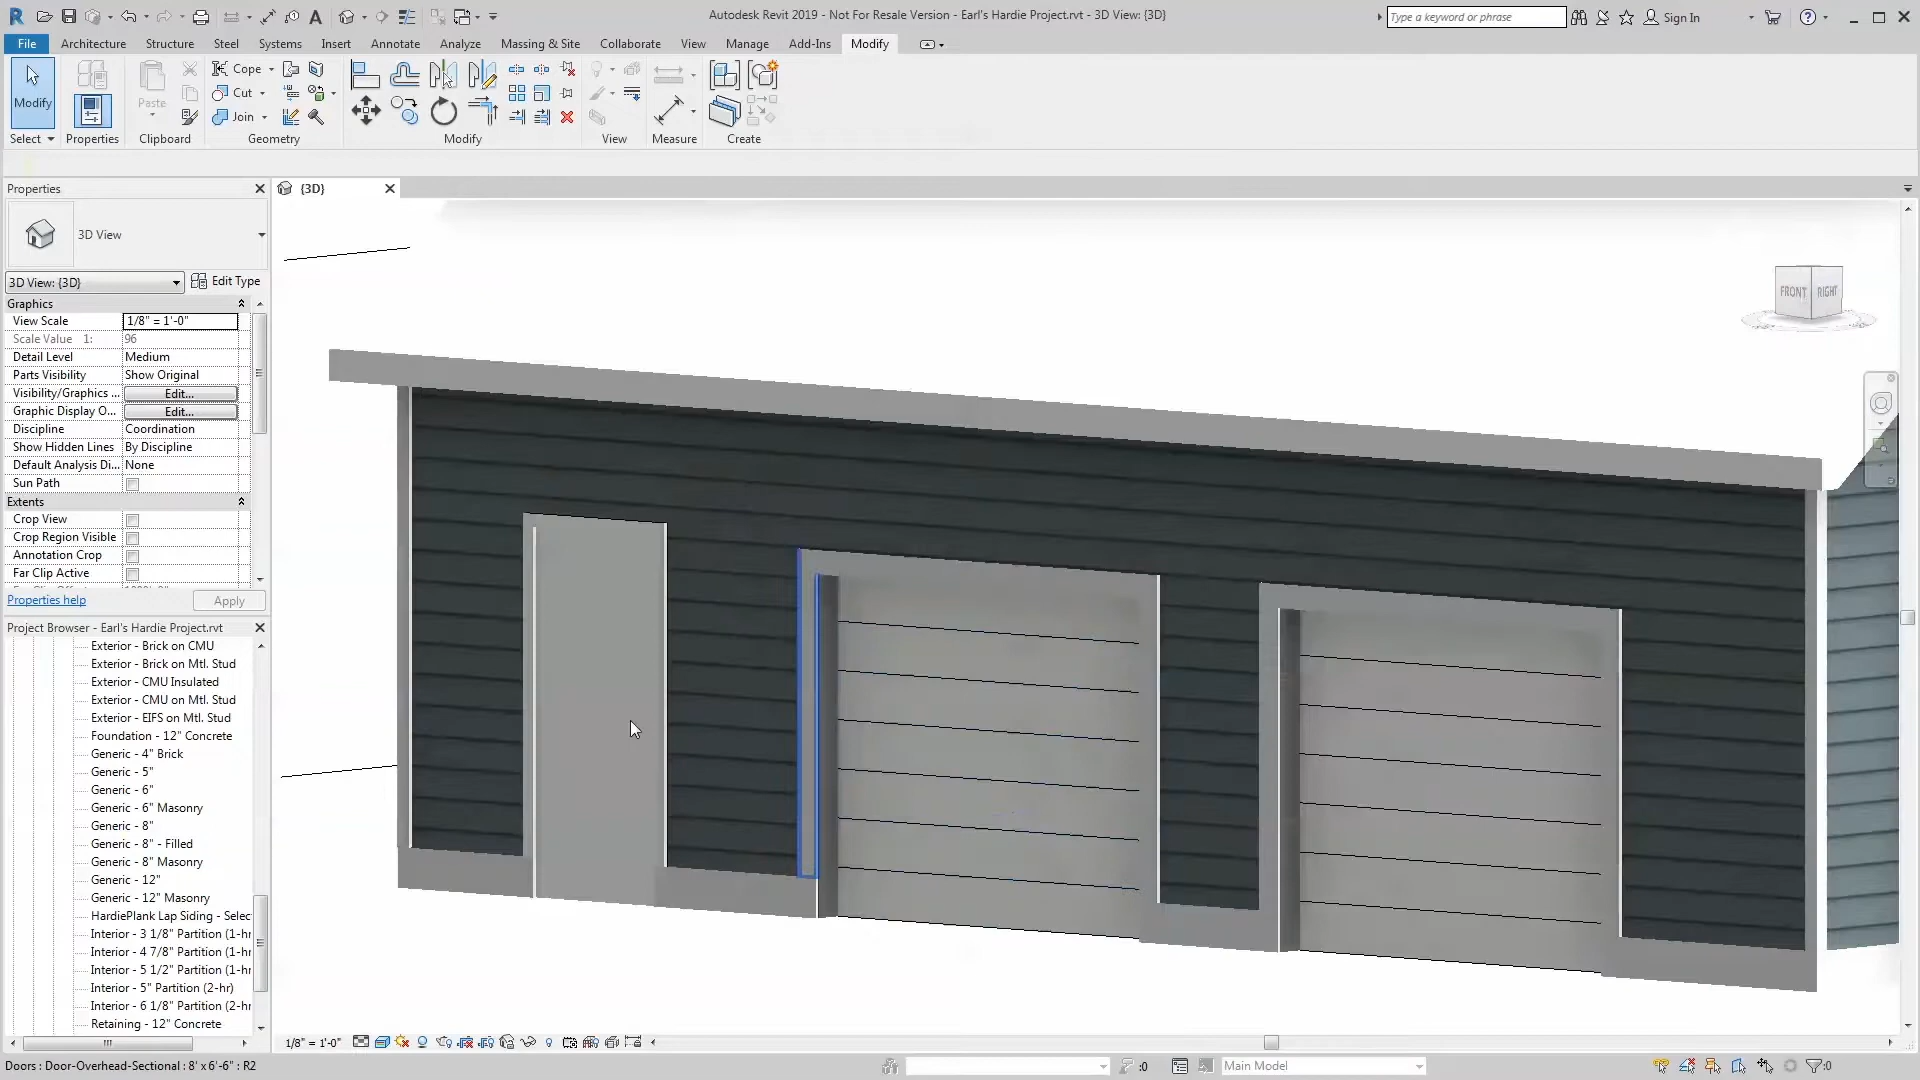 Autodesk Revit 2019 - Not For Resale Version - Earl's Hardie Project.rvt - 3D View: {3D}
Type a keyword or phrase
Sign In
File Architecture Structure Steel Systems Insert Annotate Analyze Massing & Site Collaborate View Manage Add-Ins Modify
Modify
Paste
Cope
Cut
Join
Select Properties Clipboard Geometry Modify View Measure Create
Properties
3D View
3D View: {3D}
Edit Type
Graphics
View Scale 1/8" = 1'-0"
Scale Value 1: 96
Detail Level Medium
Parts Visibility Show Original
Visibility/Graphics ... Edit...
Graphic Display O... Edit...
Discipline Coordination
Show Hidden Lines By Discipline
Default Analysis Di... None
Sun Path
Extents
Crop View
Crop Region Visible
Annotation Crop
Far Clip Active
Properties help
Apply
Project Browser - Earl's Hardie Project.rvt
Exterior - Brick on CMU
Exterior - Brick on Mtl. Stud
Exterior - CMU Insulated
Exterior - CMU on Mtl. Stud
Exterior - EIFS on Mtl. Stud
Foundation - 12" Concrete
Generic - 4" Brick
Generic - 5"
Generic - 6"
Generic - 6" Masonry
Generic - 8"
Generic - 8" - Filled
Generic - 8" Masonry
Generic - 12"
Generic - 12" Masonry
HardiePlank Lap Siding - Selec
Interior - 3 1/8" Partition (1-hr
Interior - 4 7/8" Partition (1-hr
Interior - 5 1/2" Partition (1-hr
Interior - 5" Partition (2-hr)
Interior - 6 1/8" Partition (2-hr
Retaining - 12" Concrete
{3D}
FRONT RIGHT
1/8" = 1'-0"
Doors : Door-Overhead-Sectional : 8' x 6'-6" : R2
:0
Main Model
:0